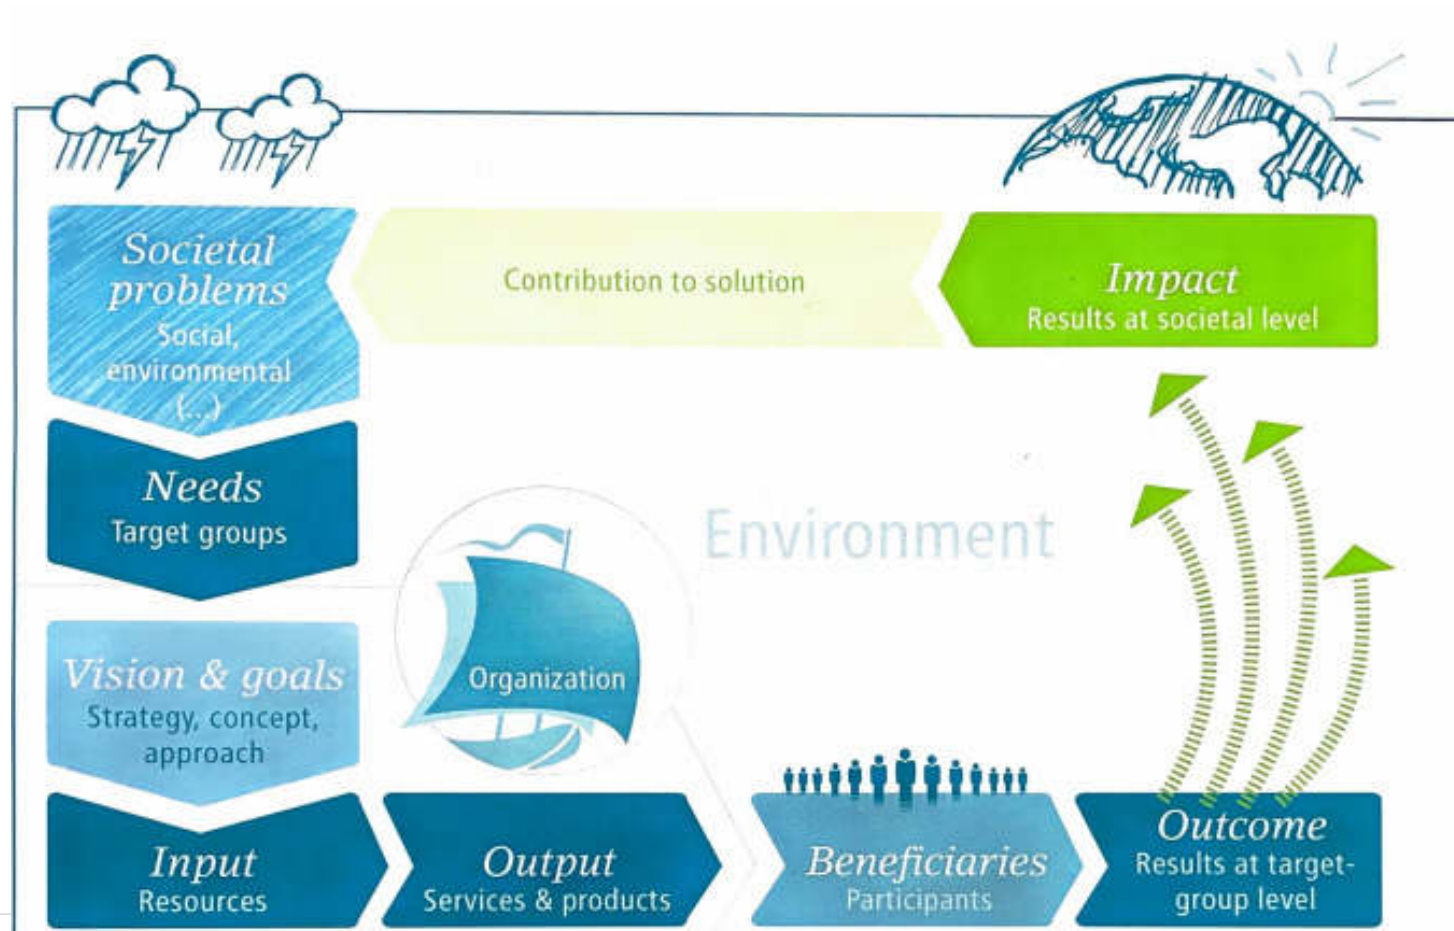 Societal
problems
Social,
environmental
(...)
Contribution to solution
Impact
Results at societal level
Needs
Target groups
Environment
Organization
Vision & goals
Strategy, concept,
approach
Input
Resources
Output
Services & products
Beneficiaries
Participants
Outcome
Results at target-
group level